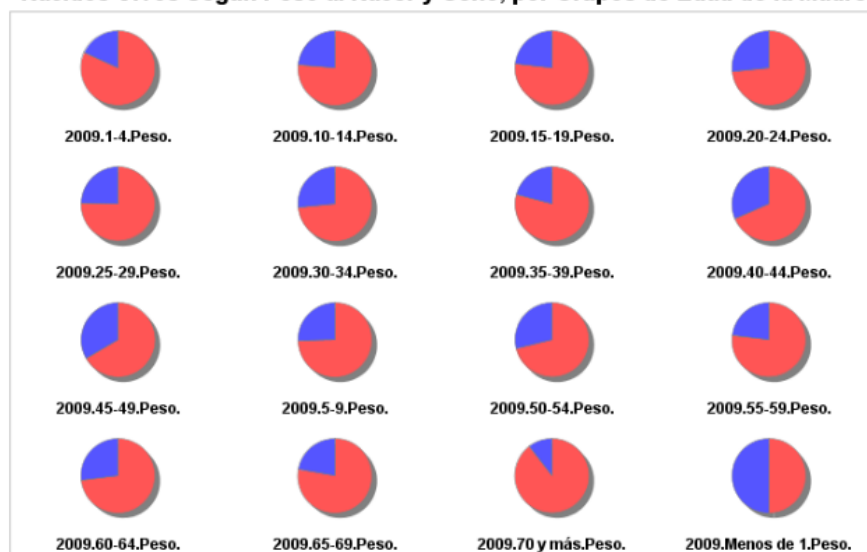 2009.1-4.Peso.
2009.10-14.Peso.
2009.15-19.Peso.
2009.20-24.Peso.
2009.25-29.Peso.
2009.30-34.Peso.
2009.35-39.Peso.
2009.40-44.Peso.
2009.45-49.Peso.
2009.5-9.Peso.
2009.50-54.Peso.
2009.55-59.Peso.
2009.60-64.Peso.
2009.65-69.Peso.
2009.70 y más.Peso.
2009.Menos de 1.Peso.